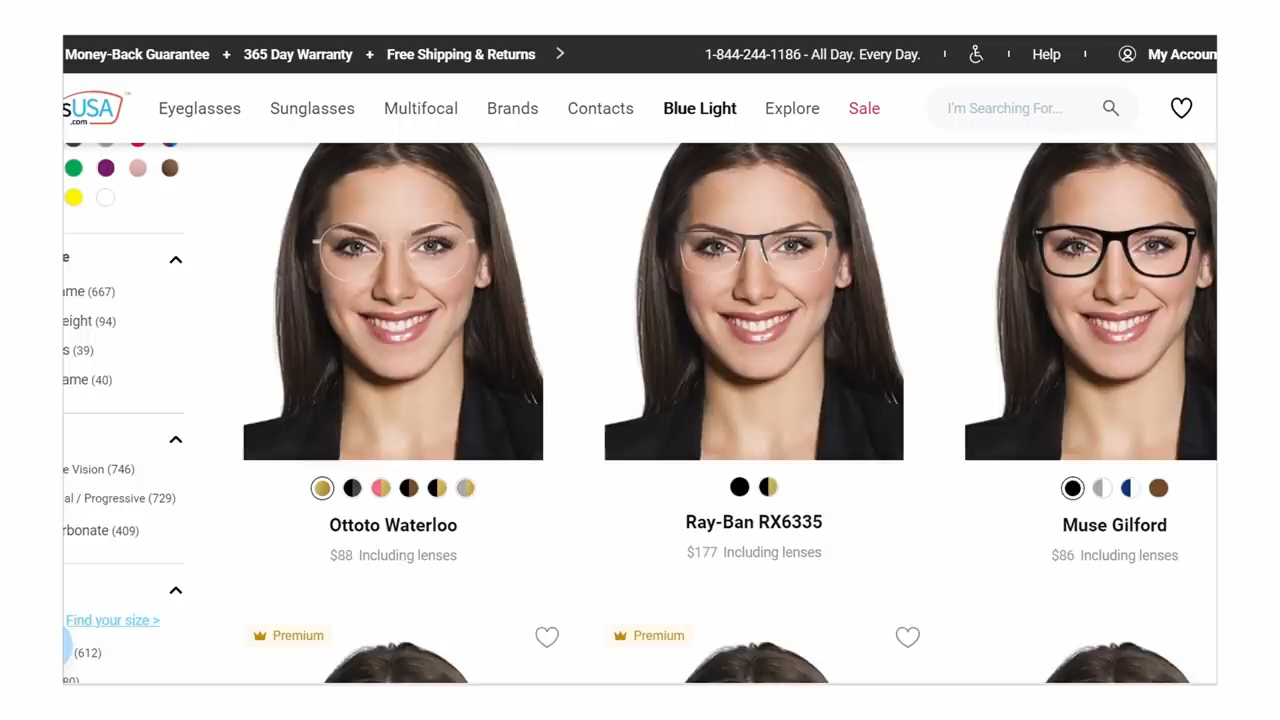 Money-Back Guarantee + 365 Day Warranty + Free Shipping & Returns
1-844-244-1186 - All Day. Every Day.
Help
My Accoun
sUSA
.com
Eyeglasses
Sunglasses
Multifocal
Brands
Contacts
Blue Light
Explore
Sale
I'm Searching For...
e
ame (667)
eight (94)
s (39)
ame (40)
e Vision (746)
al / Progressive (729)
rbonate (409)
Find your size >
(612)
Ottoto Waterloo
$88 Including lenses
Ray-Ban RX6335
$177 Including lenses
Muse Gilford
$86 Including lenses
Premium
Premium